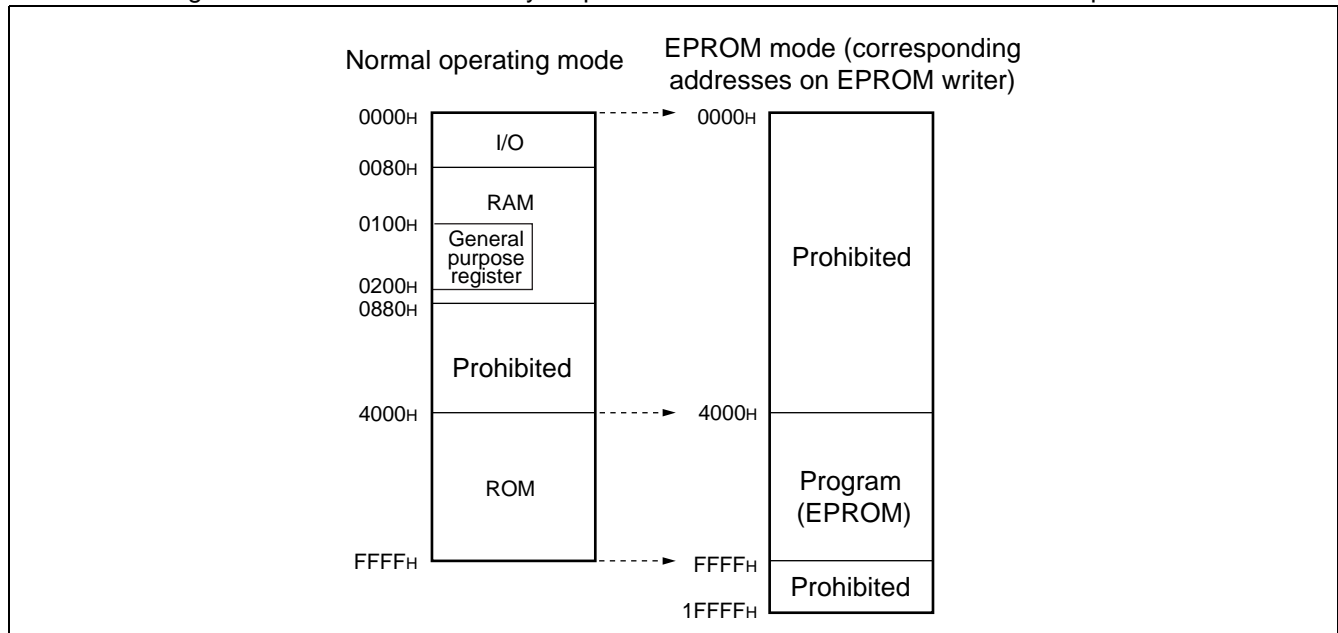 Normal operating mode
EPROM mode (corresponding
addresses on EPROM writer)
0000H
I/O
0080H
RAM
0100H
General
purpose
register
0200H
0880H
Prohibited
4000H
ROM
FFFFH
0000H
Prohibited
4000H
Program
(EPROM)
FFFFH
Prohibited
1FFFFH